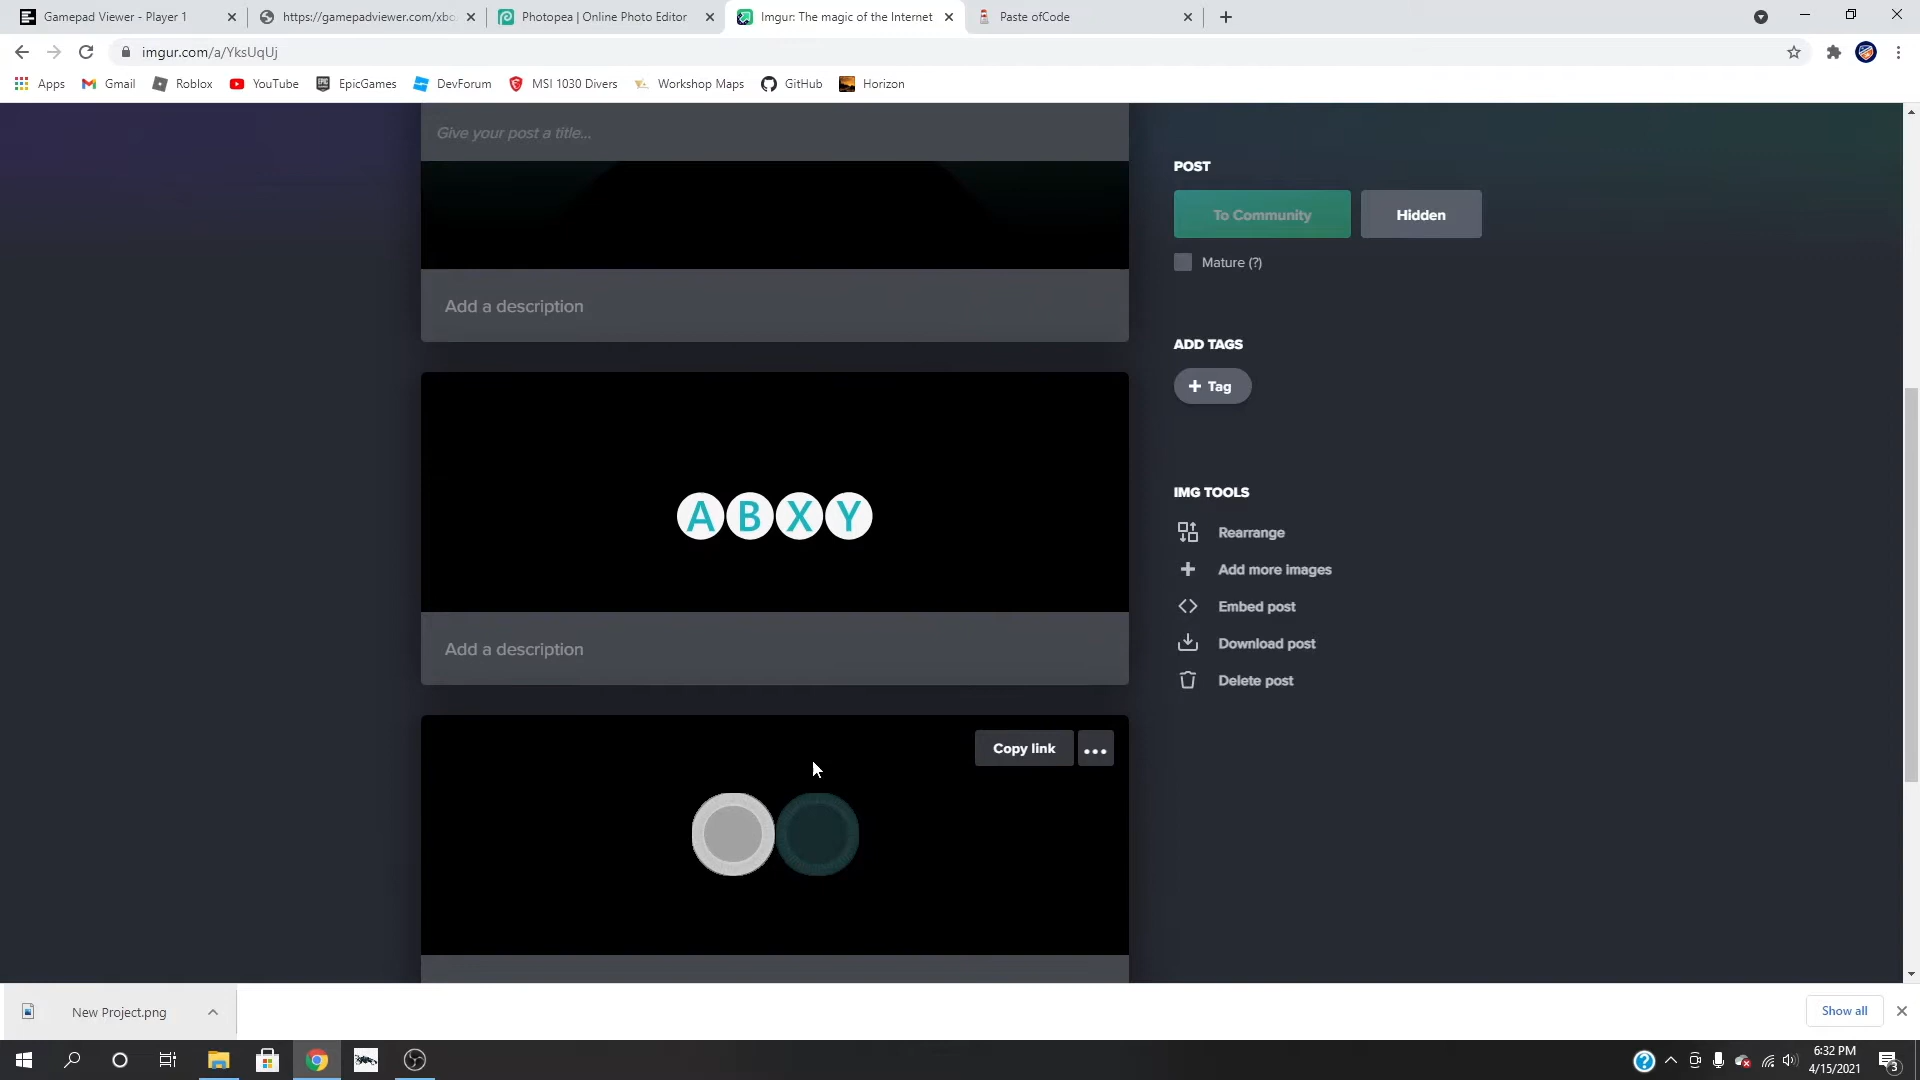 Gamepad Viewer - Player 1
https://gamepadviewer.com/xbo
Photopea | Online Photo Editor
Imgur: The magic of the Internet
Paste ofCode
imgur.com/a/YksUqUj
Apps
Gmail
Roblox
YouTube
EpicGames
DevForum
MSI 1030 Divers
Workshop Maps
GitHub
Horizon
Give your post a title...
POST
To Community
Hidden
Mature (?)
Add a description
ADD TAGS
+ Tag
A B X Y
IMG TOOLS
Rearrange
Add more images
Embed post
Download post
Delete post
Add a description
Copy link
New Project.png
Show all
6:32 PM
4/15/2021
3